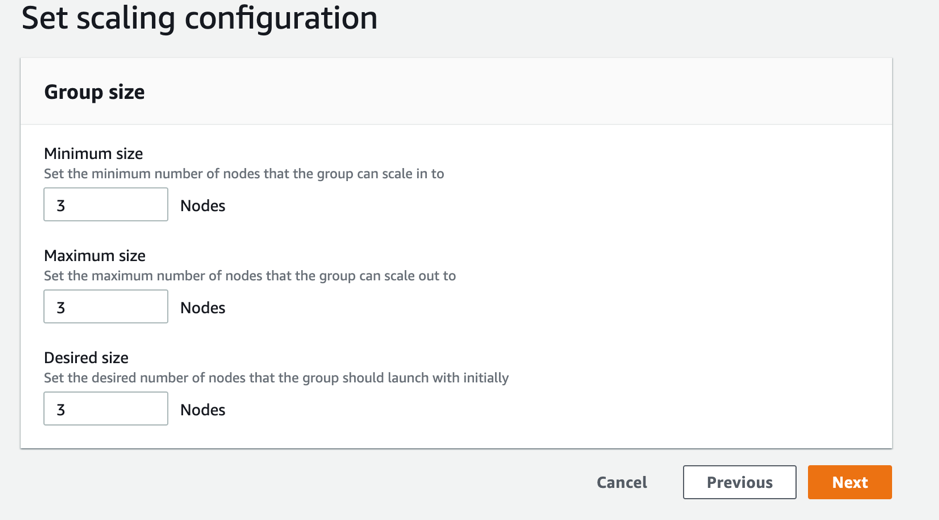 Set scaling configuration
Group size
Minimum size
Set the minimum number of nodes that the group can scale in to
3 Nodes
Maximum size
Set the maximum number of nodes that the group can scale out to
3 Nodes
Desired size
Set the desired number of nodes that the group should launch with initially
3 Nodes
Cancel Previous Next